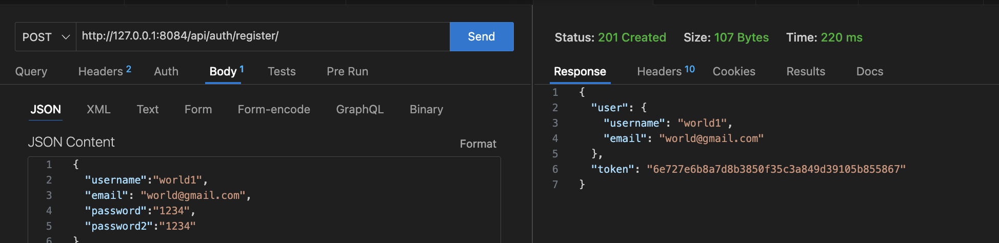 POST http://127.0.0.1:8084/api/auth/register/ Send
Query Headers 2 Auth Body 1 Tests Pre Run
JSON XML Text Form Form-encode GraphQL Binary
JSON Content Format
1 {
2 "username":"world1",
3 "email": "world@gmail.com",
4 "password":"1234",
5 "password2":"1234"
6 }
Status: 201 Created Size: 107 Bytes Time: 220 ms
Response Headers 10 Cookies Results Docs
1 {
2 "user": {
3 "username": "world1",
4 "email": "world@gmail.com"
5 },
6 "token": "6e727e6b8a7d8b3850f35c3a849d39105b855867"
7 }